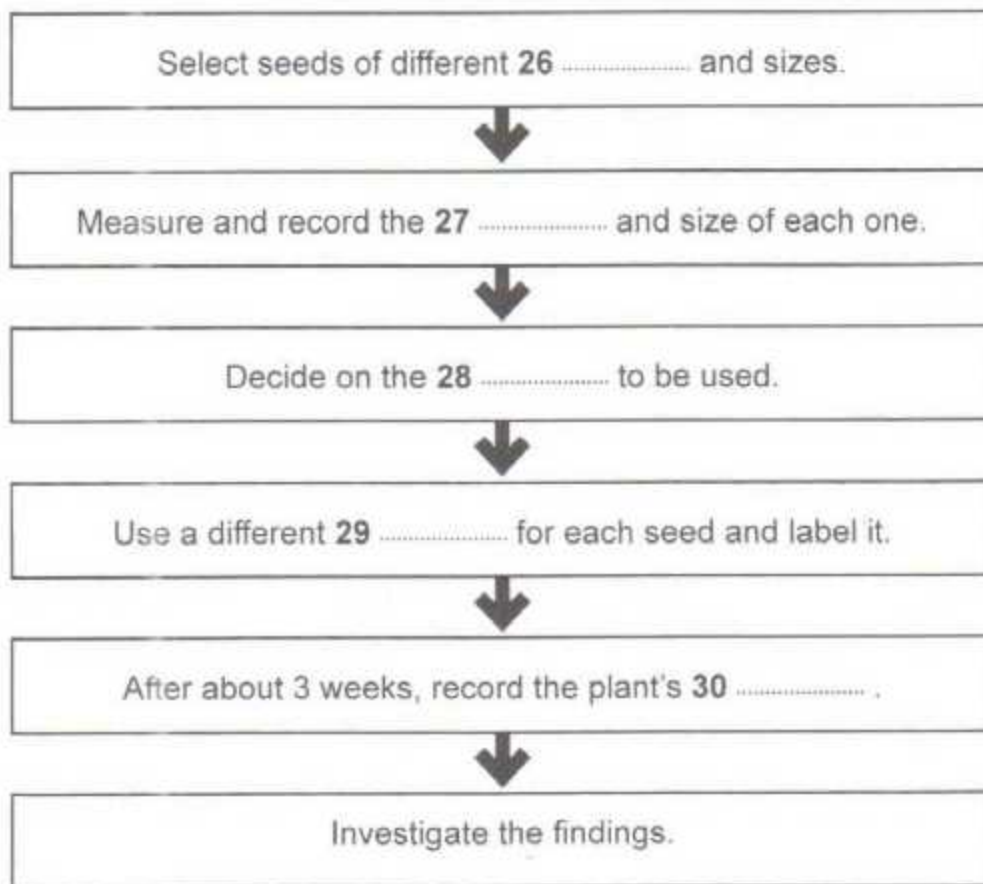 Select seeds of different 26 .................... and sizes.
Measure and record the 27 .................... and size of each one.
Decide on the 28 .................... to be used.
Use a different 29 .................... for each seed and label it.
After about 3 weeks, record the plant's 30 .................... .
Investigate the findings.